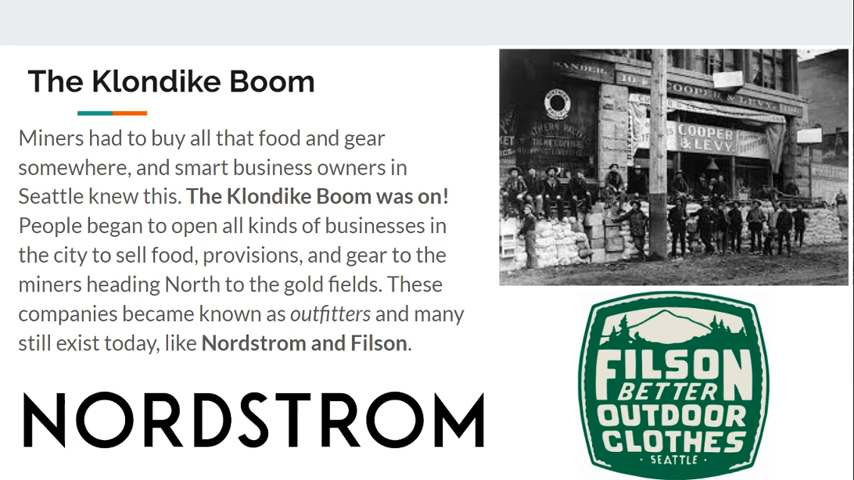 The Klondike Boom
Miners had to buy all that food and gear
somewhere, and smart business owners in
Seattle knew this. The Klondike Boom was on!
People began to open all kinds of businesses in
the city to sell food, provisions, and gear to the
miners heading North to the gold fields. These
companies became known as outfitters and many
still exist today, like Nordstrom and Filson.
NORDSTROM
COOPER & LEVY
COOPER
& LEVY
FILSON
BETTER
OUTDOOR
CLOTHES
· SEATTLE ·